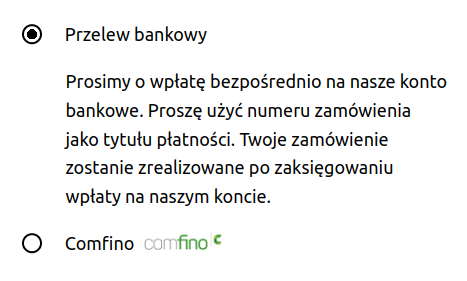 Przelew bankowy
Prosimy o wpłatę bezpośrednio na nasze konto
bankowe. Proszę użyć numeru zamówienia
jako tytułu płatności. Twoje zamówienie
zostanie zrealizowane po zaksięgowaniu
wpłaty na naszym koncie.
Comfino comfino